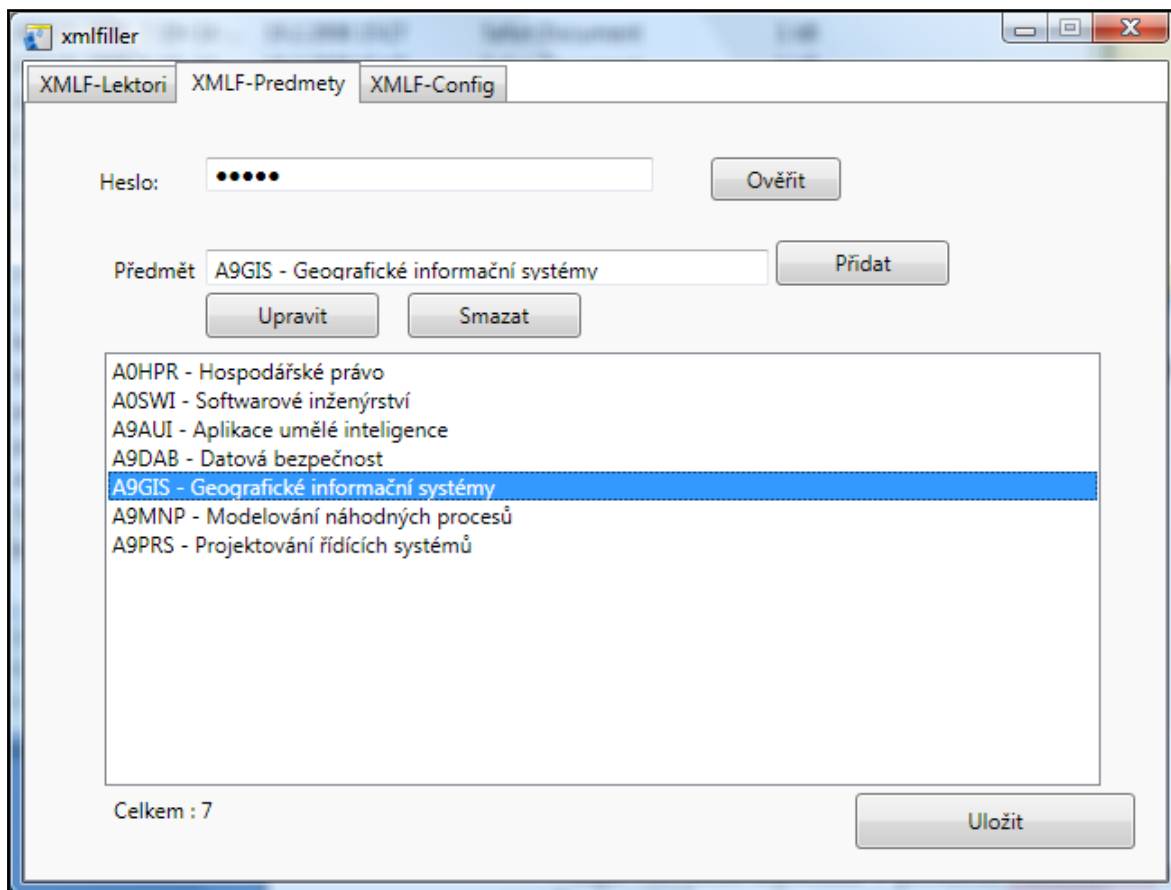 xmlfiller
XMLF-Lektori XMLF-Predmety XMLF-Config
Heslo: ●●●●● Ověřit
Předmět A9GIS - Geografické informační systémy Přidat
Upravit Smazat
A0HPR - Hospodářské právo
A0SWI - Softwarové inženýrství
A9AUI - Aplikace umělé inteligence
A9DAB - Datová bezpečnost
A9GIS - Geografické informační systémy
A9MNP - Modelování náhodných procesů
A9PRS - Projektování řídících systémů
Celkem : 7
Uložit